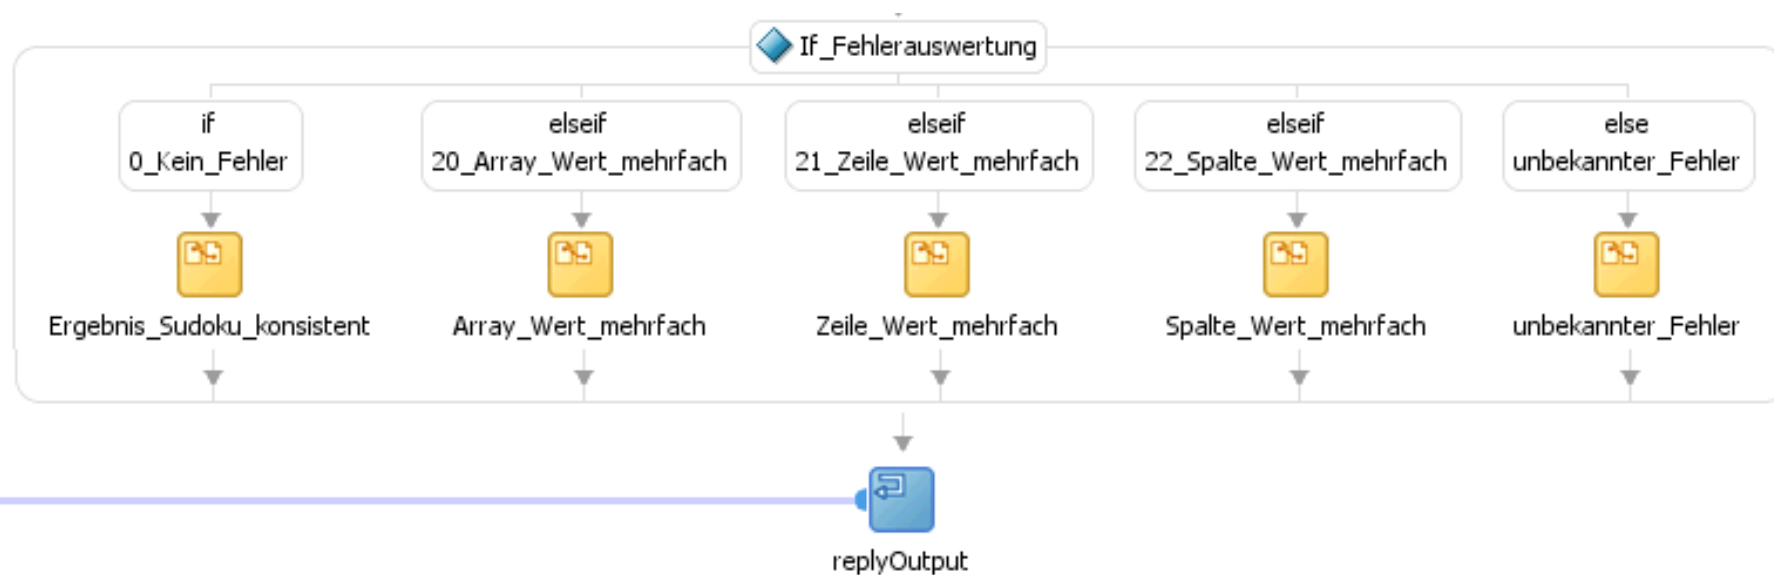 If_Fehlerauswertung
if
0_Kein_Fehler
elseif
20_Array_Wert_mehrfach
elseif
21_Zeile_Wert_mehrfach
elseif
22_Spalte_Wert_mehrfach
else
unbekannter_Fehler
Ergebnis_Sudoku_konsistent
Array_Wert_mehrfach
Zeile_Wert_mehrfach
Spalte_Wert_mehrfach
unbekannter_Fehler
replyOutput